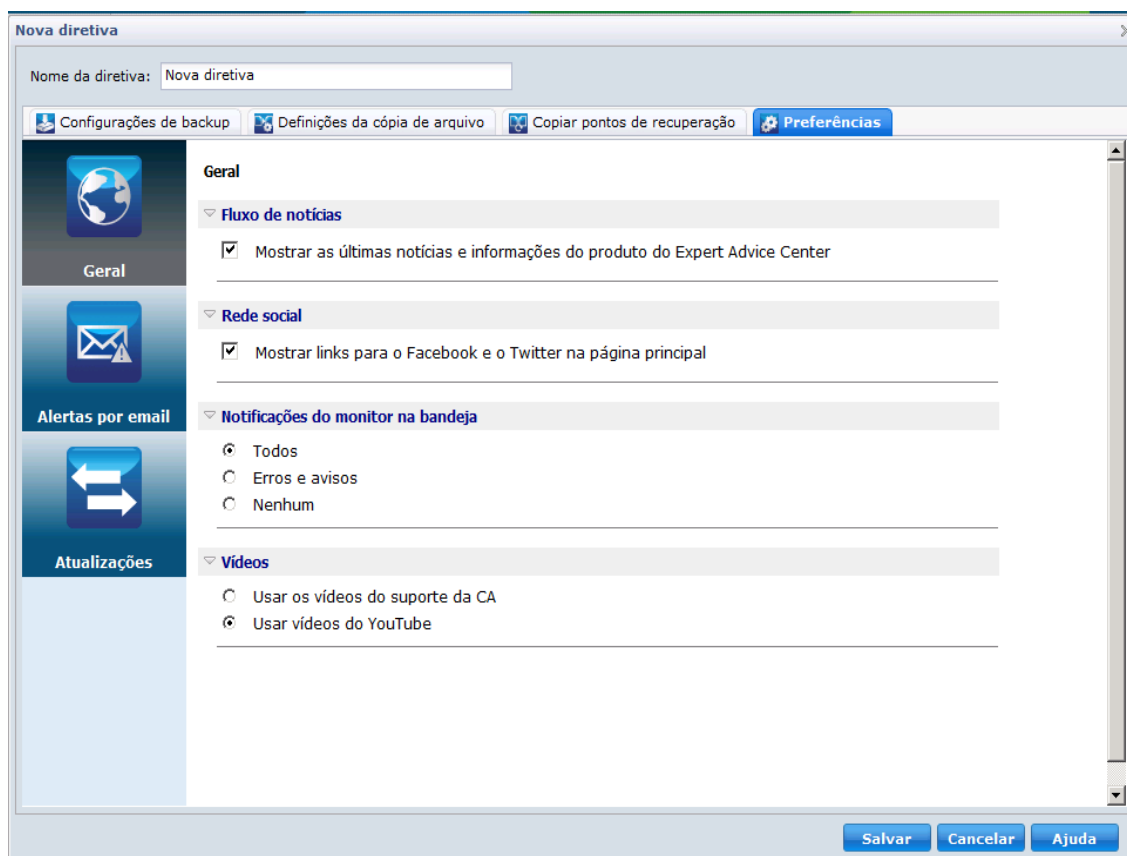 Nova diretiva
Nome da diretiva: Nova diretiva
Configurações de backup Definições da cópia de arquivo Copiar pontos de recuperação Preferências
Geral
Alertas por email
Atualizações
Geral
Fluxo de notícias
Mostrar as últimas notícias e informações do produto do Expert Advice Center
Rede social
Mostrar links para o Facebook e o Twitter na página principal
Notificações do monitor na bandeja
Todos
Erros e avisos
Nenhum
Vídeos
Usar os vídeos do suporte da CA
Usar vídeos do YouTube
Salvar Cancelar Ajuda